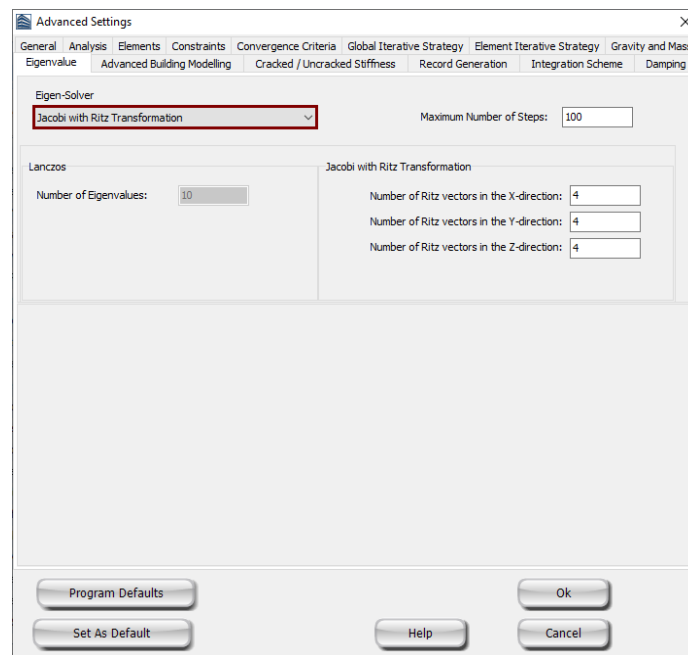 Advanced Settings
General Analysis Elements Constraints Convergence Criteria Global Iterative Strategy Element Iterative Strategy Gravity and Mass
Eigenvalue Advanced Building Modelling Cracked / Uncracked Stiffness Record Generation Integration Scheme Damping
Eigen-Solver
Jacobi with Ritz Transformation Maximum Number of Steps: 100
Lanczos Jacobi with Ritz Transformation
Number of Eigenvalues: 10 Number of Ritz vectors in the X-direction: 4
Number of Ritz vectors in the Y-direction: 4
Number of Ritz vectors in the Z-direction: 4
Program Defaults Ok
Set As Default Help Cancel